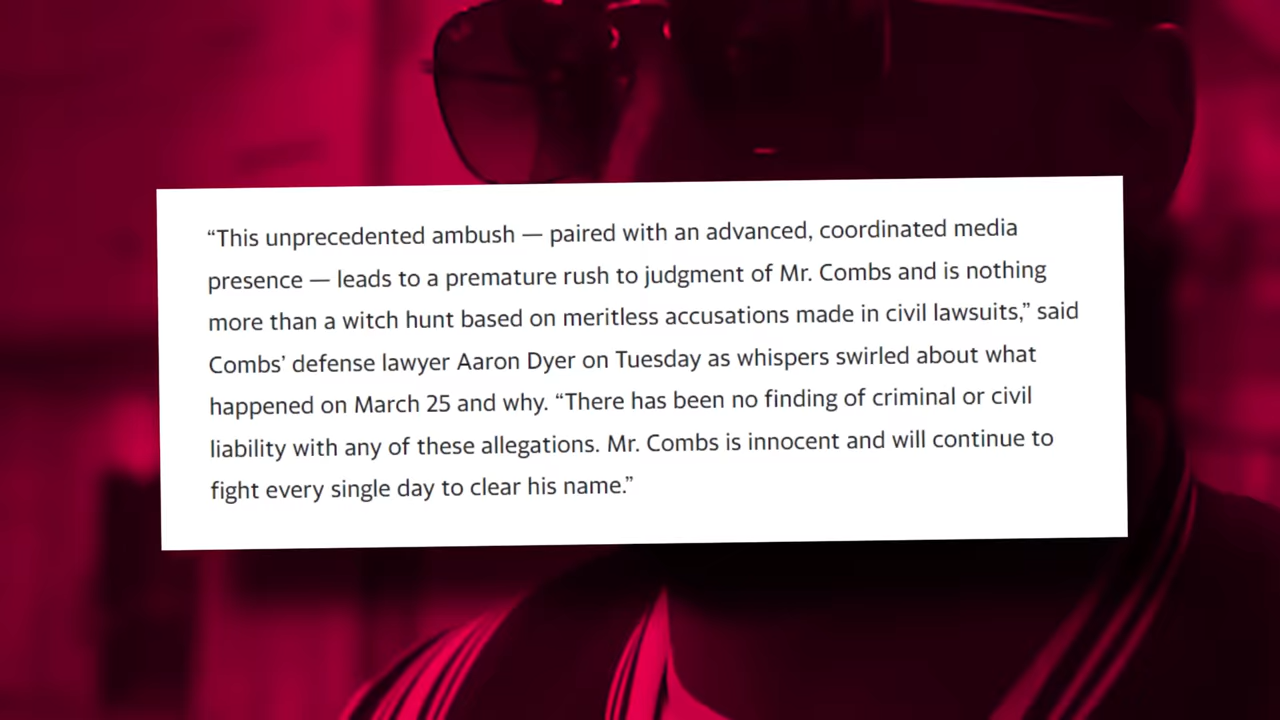 “This unprecedented ambush — paired with an advanced, coordinated media
presence — leads to a premature rush to judgment of Mr. Combs and is nothing
more than a witch hunt based on meritless accusations made in civil lawsuits,” said
Combs’ defense lawyer Aaron Dyer on Tuesday as whispers swirled about what
happened on March 25 and why. “There has been no finding of criminal or civil
liability with any of these allegations. Mr. Combs is innocent and will continue to
fight every single day to clear his name.”